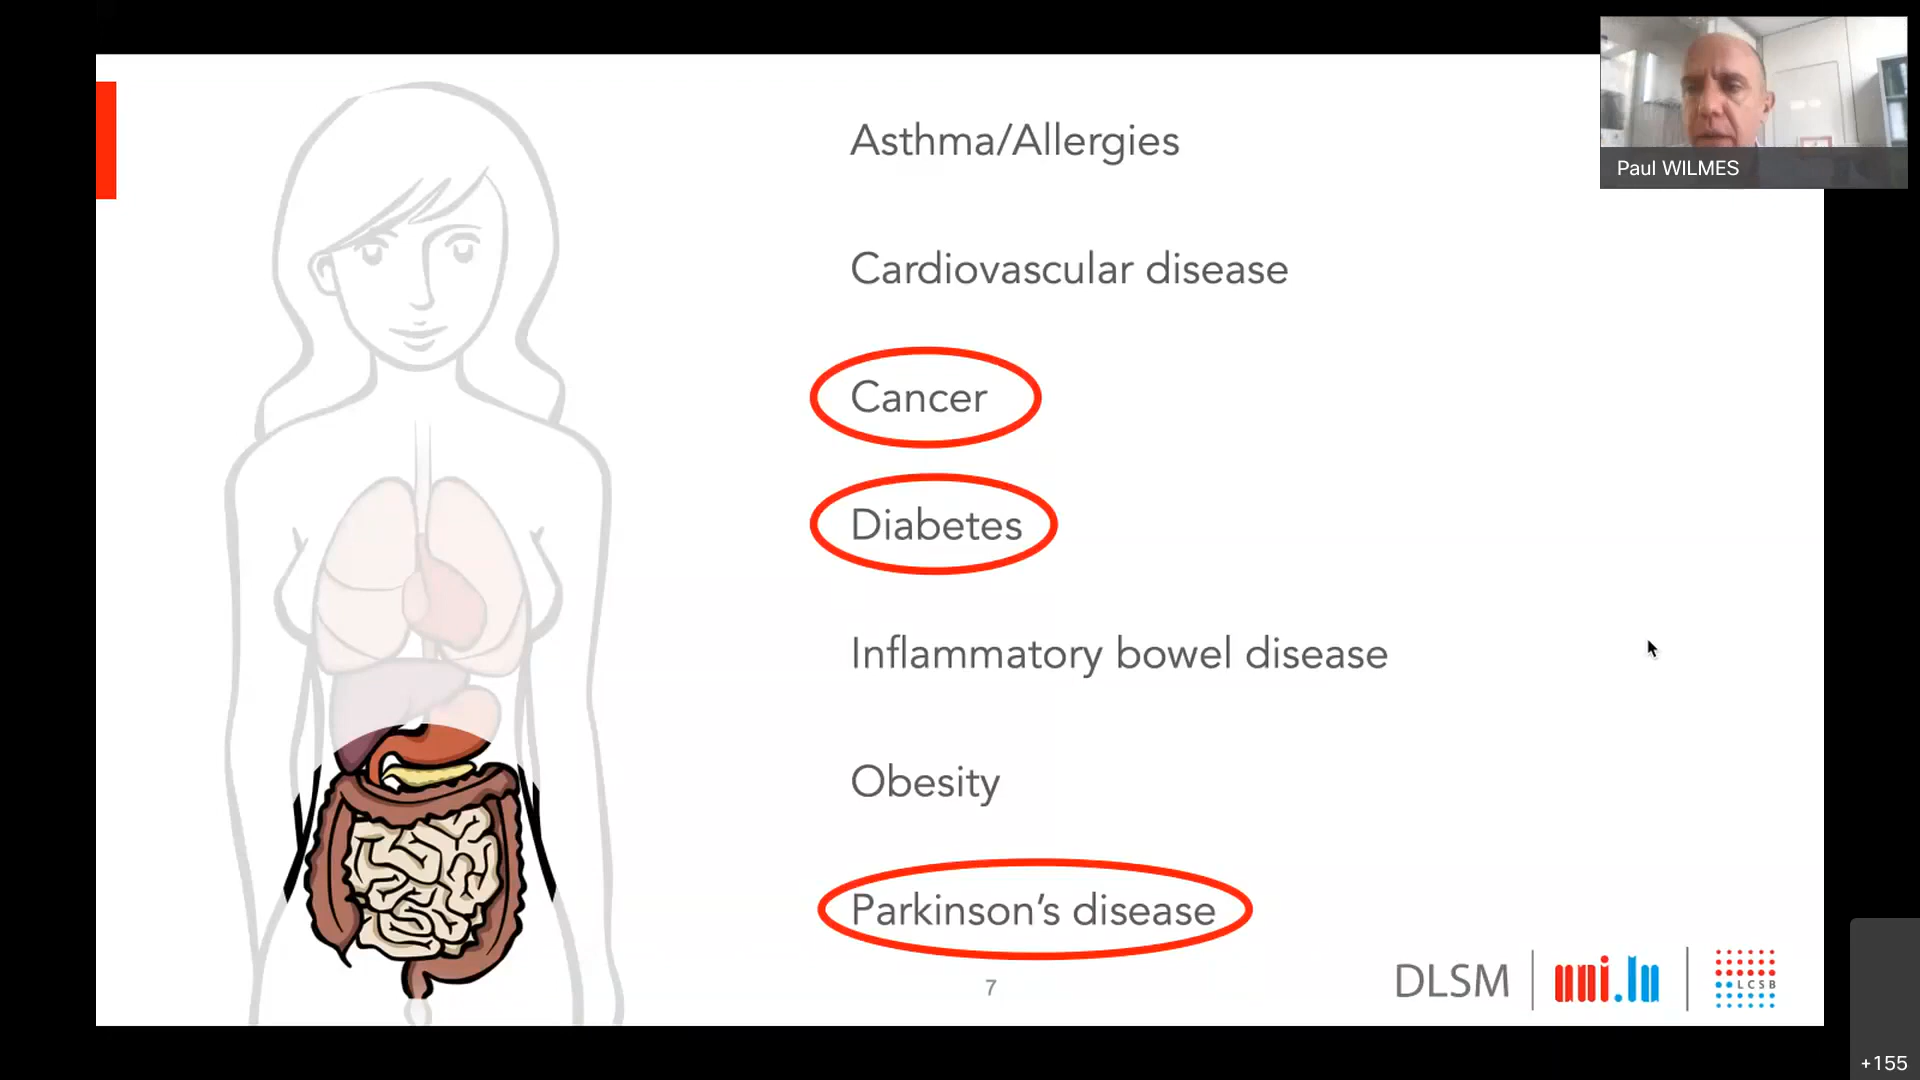 Asthma/Allergies
Paul WILMES
Cardiovascular disease
Cancer
Diabetes
Inflammatory bowel disease
Obesity
Parkinson's disease
7
DLSM
uni.lu
LCSB
+155